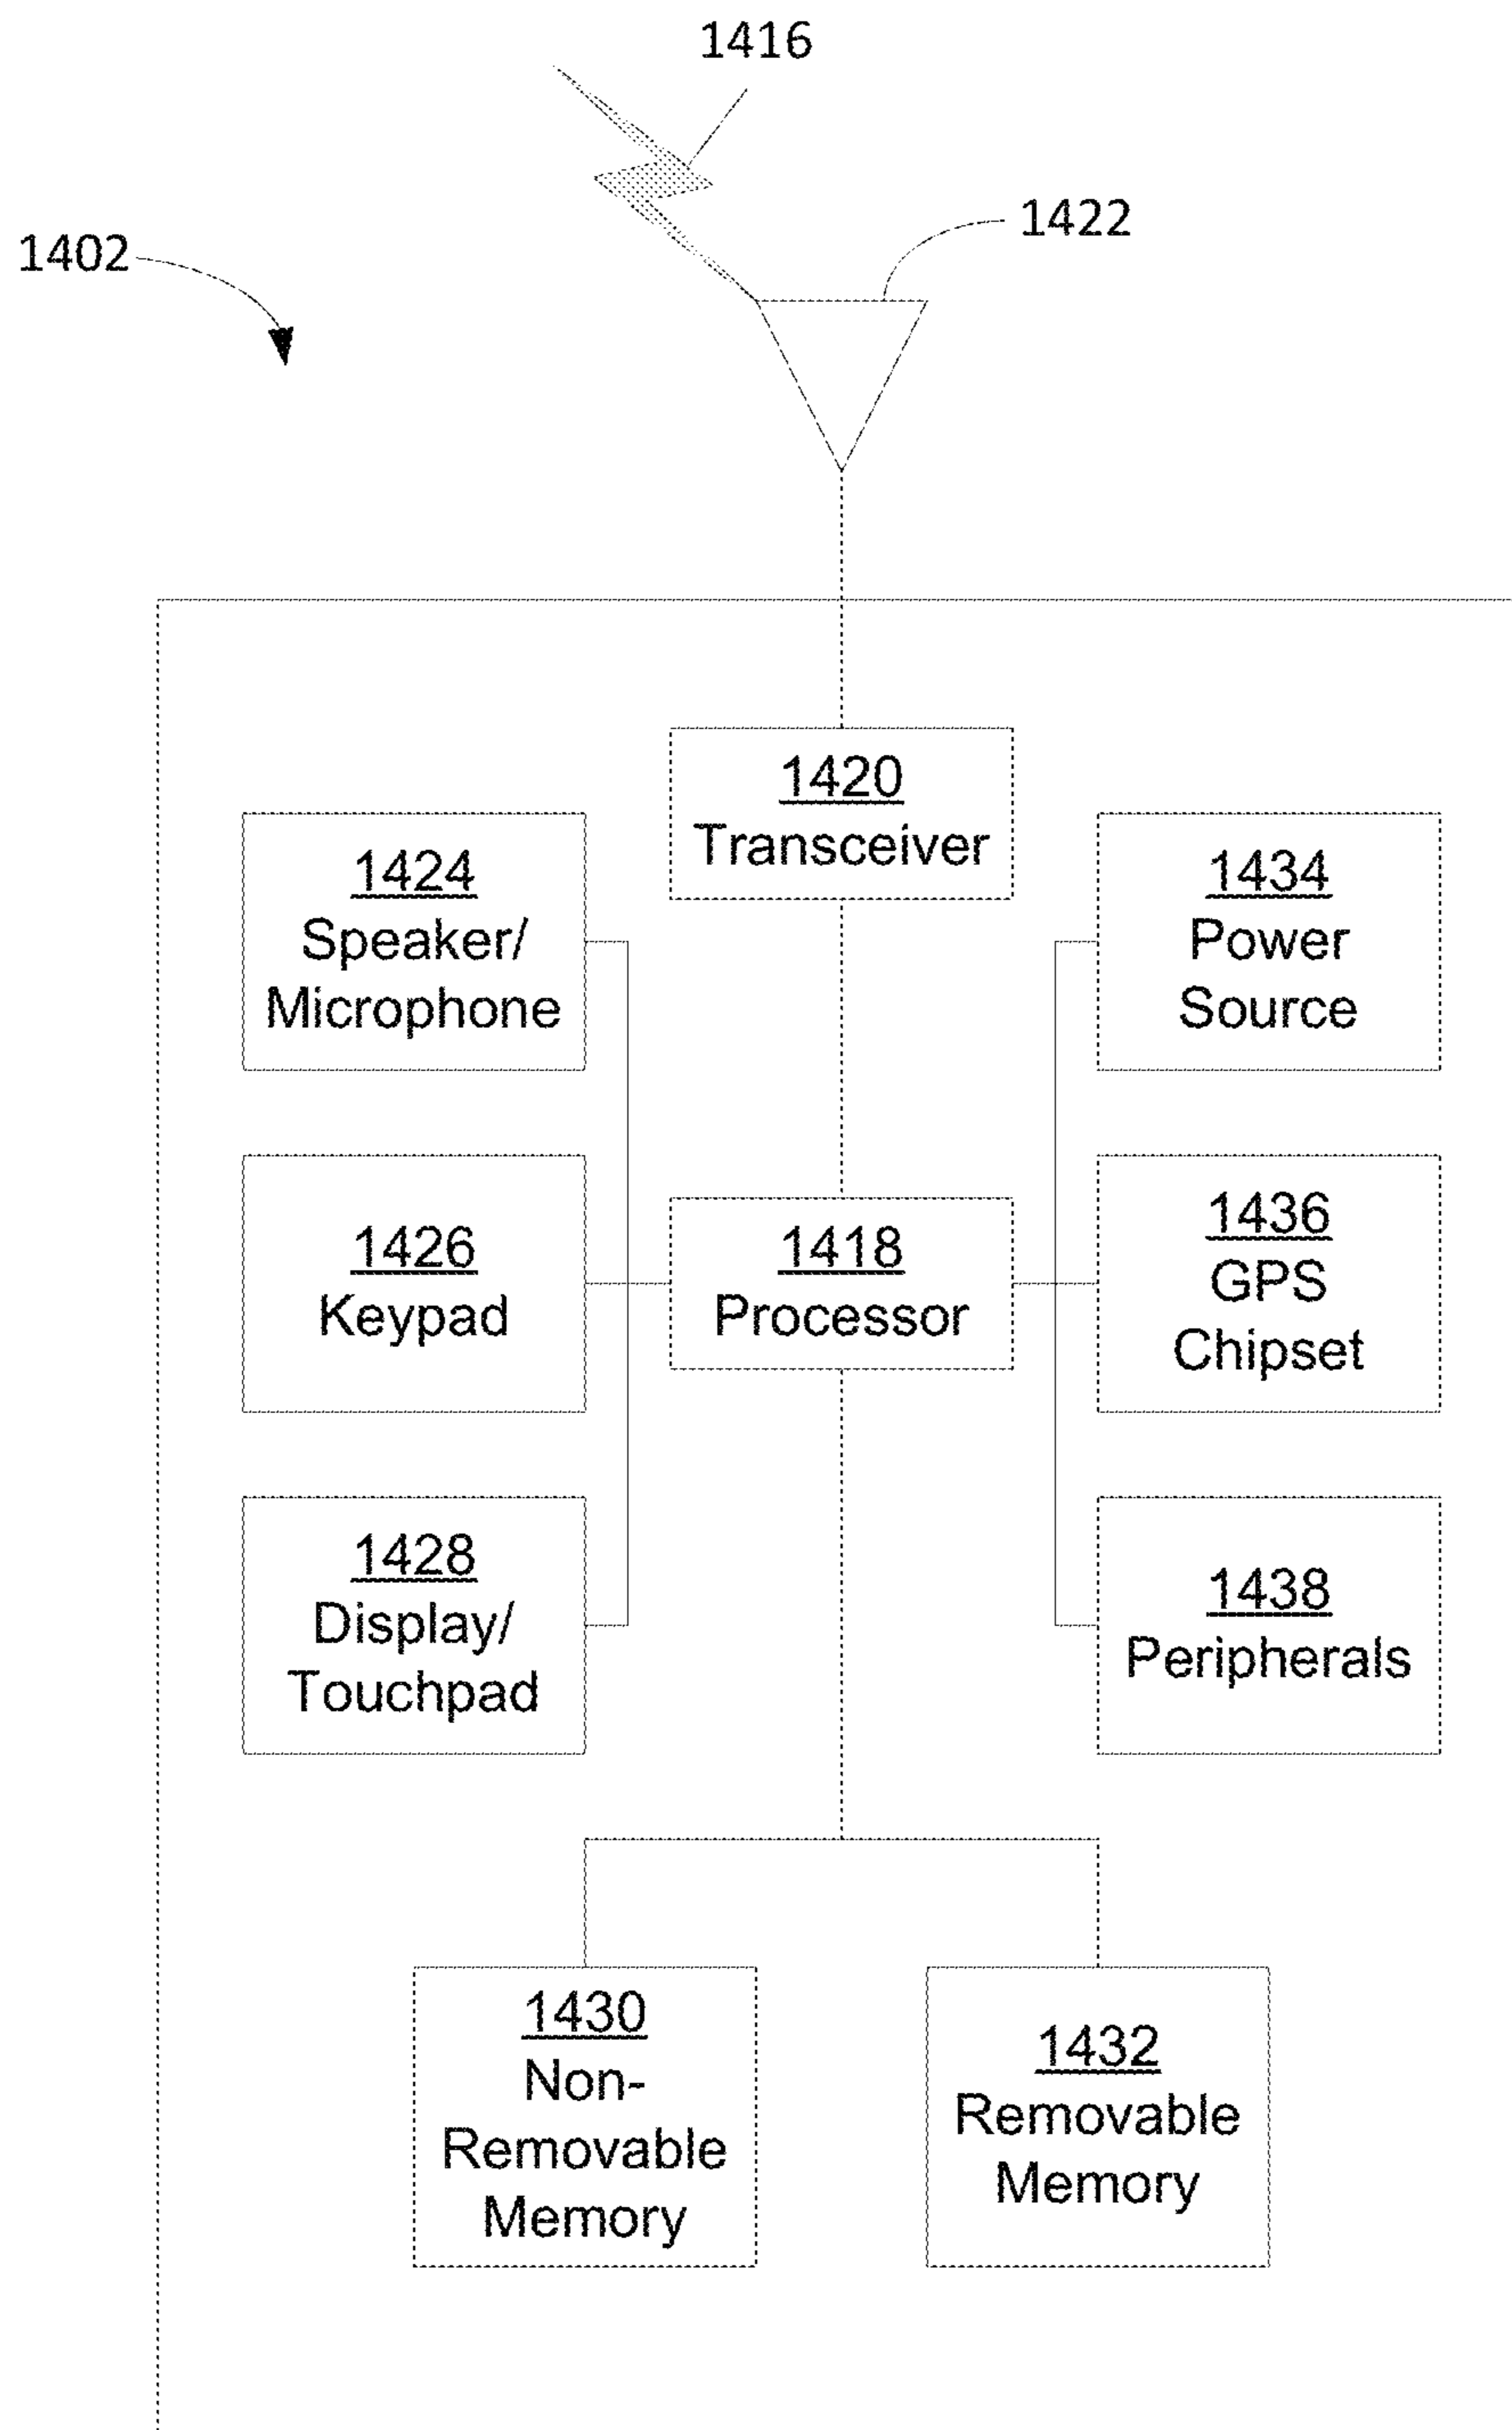 1416
1422
1402
1420
Transceiver
1424
Speaker/
Microphone
1434
Power
Source
1426
Keypad
1418
Processor
1436
GPS
Chipset
1428
Display/
Touchpad
1438
Peripherals
1430
Non-
Removable
Memory
1432
Removable
Memory